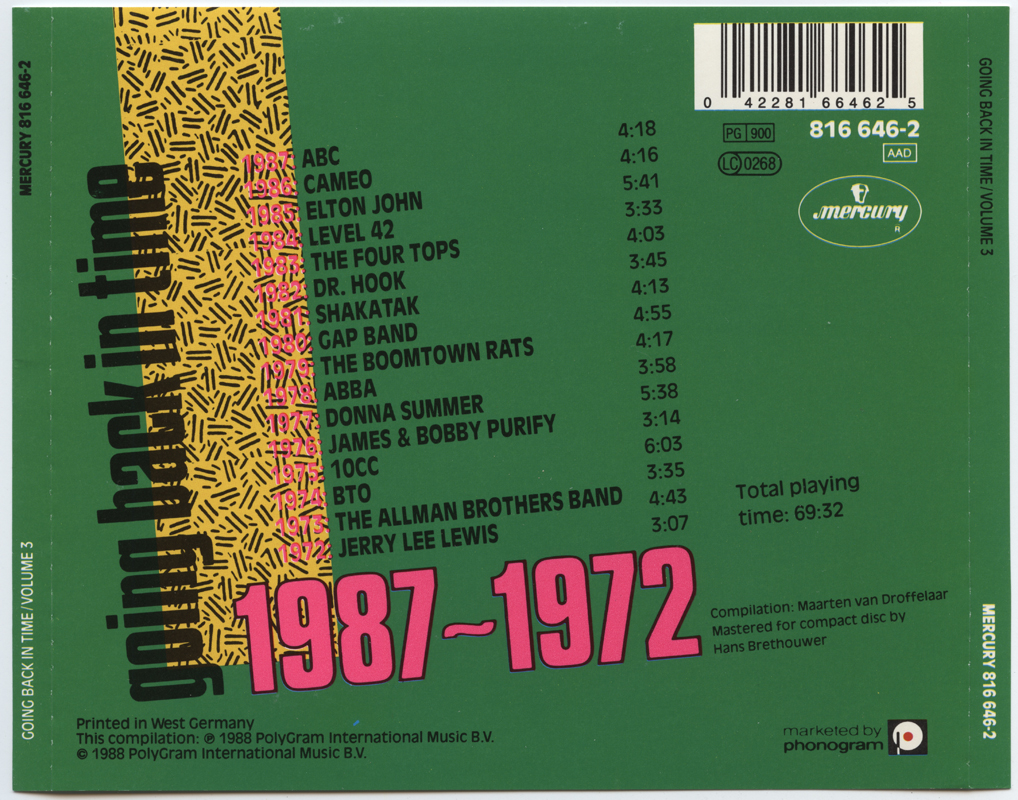 MERCURY 816 646-2
GOING BACK IN TIME/VOLUME 3
going back in time
1987: ABC 4:18
1986: CAMEO 4:16
1985: ELTON JOHN 5:41
1984: LEVEL 42 3:33
1983: THE FOUR TOPS 4:03
1982: DR. HOOK 3:45
1981: SHAKATAK 4:13
1980: GAP BAND 4:55
1979: THE BOOMTOWN RATS 4:17
1978: ABBA 3:58
1977: DONNA SUMMER 5:38
1976: JAMES & BOBBY PURIFY 3:14
1975: 10CC 6:03
1974: BTO 3:35
1973: THE ALLMAN BROTHERS BAND 4:43
1972: JERRY LEE LEWIS 3:07
1987~1972
0 42281 66462 5
PG 900
816 646-2
LC 0268
AAD
mercury
R
Total playing
time: 69:32
Compilation: Maarten van Droffelaar
Mastered for compact disc by
Hans Brethouwer
Printed in West Germany
This compilation: ℗ 1988 PolyGram International Music B.V.
© 1988 PolyGram International Music B.V.
marketed by
phonogram
GOING BACK IN TIME/VOLUME 3
MERCURY 816 646-2